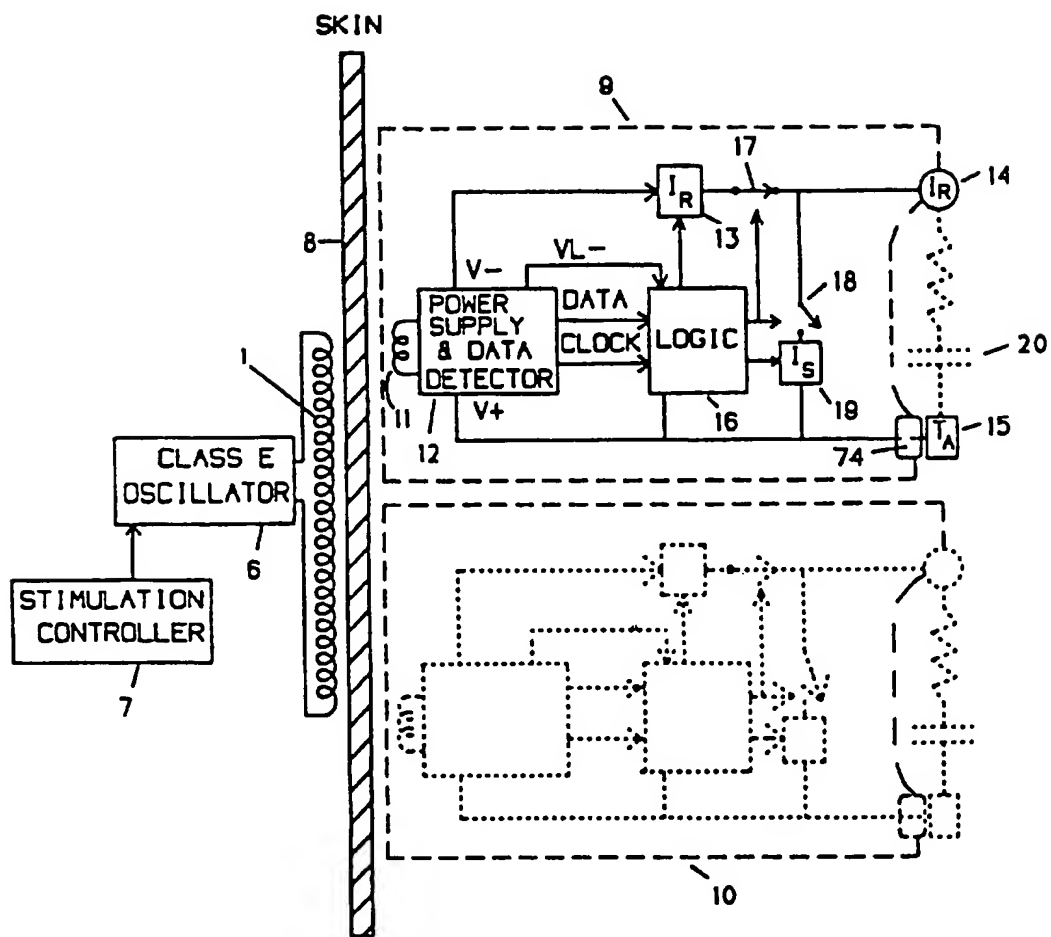 SKIN
9
17
14
I_R
I_R
13
8
V-
VL-
18
POWER
SUPPLY
& DATA
DETECTOR
DATA
CLOCK
LOGIC
1
20
I_S
11
V+
19
12
16
15
T_A
74
CLASS E
OSCILLATOR
6
STIMULATION
CONTROLLER
7
10